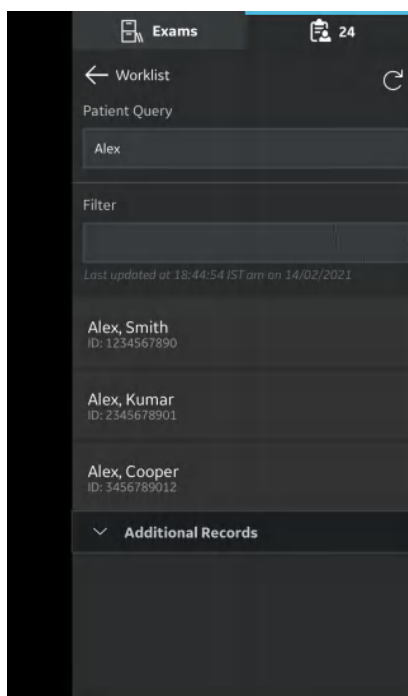 Exams
24
Worklist
Patient Query
Alex
Filter
Last updated at 18:44:54 IST am on 14/02/2021
Alex, Smith
ID: 1234567890
Alex, Kumar
ID: 2345678901
Alex, Cooper
ID: 3456789012
Additional Records